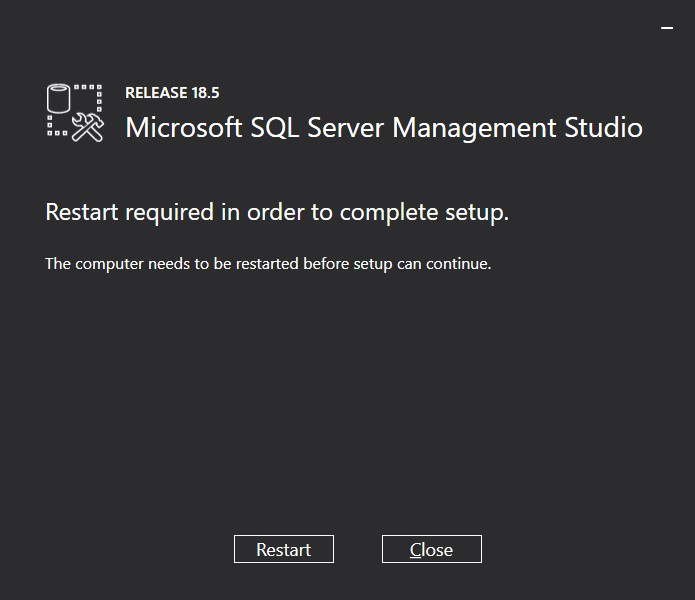 RELEASE 18.5
Microsoft SQL Server Management Studio
Restart required in order to complete setup.
The computer needs to be restarted before setup can continue.
Restart
Close